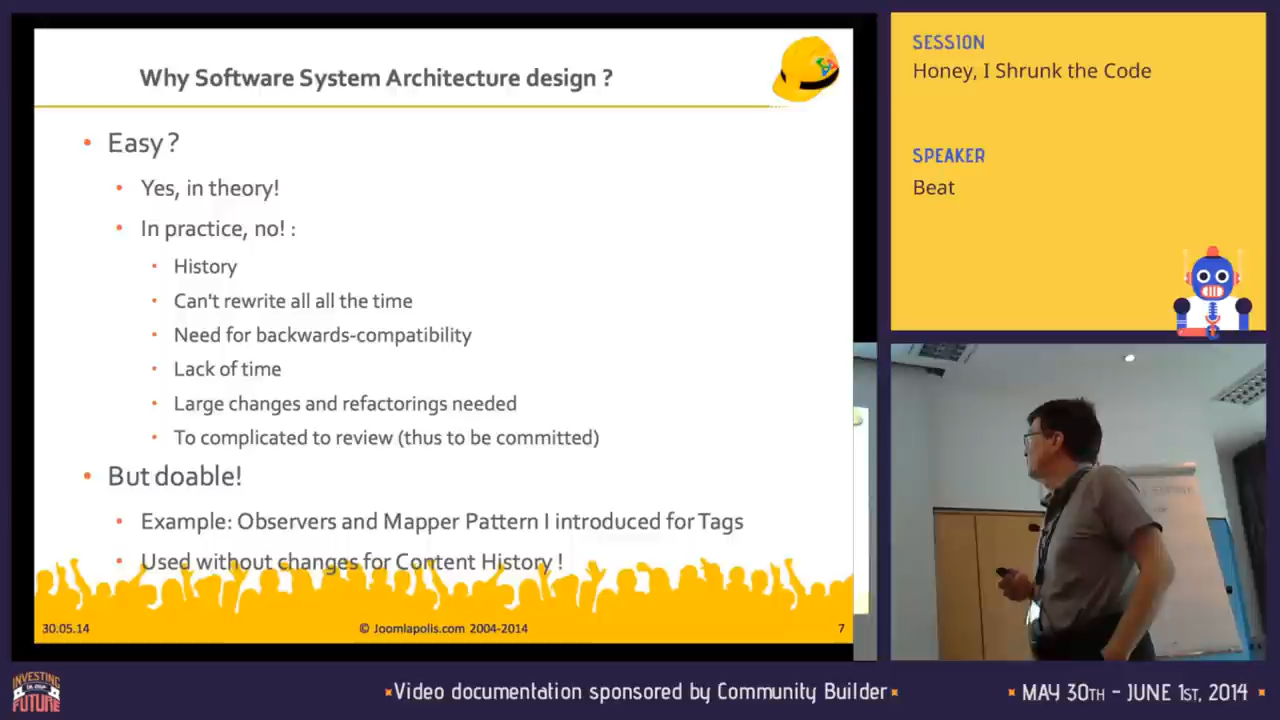 Why Software System Architecture design ?
• Easy ?
• Yes, in theory!
• In practice, no! :
• History
• Can't rewrite all all the time
• Need for backwards-compatibility
• Lack of time
• Large changes and refactorings needed
• To complicated to review (thus to be committed)
• But doable!
• Example: Observers and Mapper Pattern I introduced for Tags
• Used without changes for Content History !
30.05.14
© Joomlapolis.com 2004-2014
7
SESSION
Honey, I Shrunk the Code
SPEAKER
Beat
INVESTING
IN OUR
FUTURE
Video documentation sponsored by Community Builder
MAY 30TH - JUNE 1ST, 2014